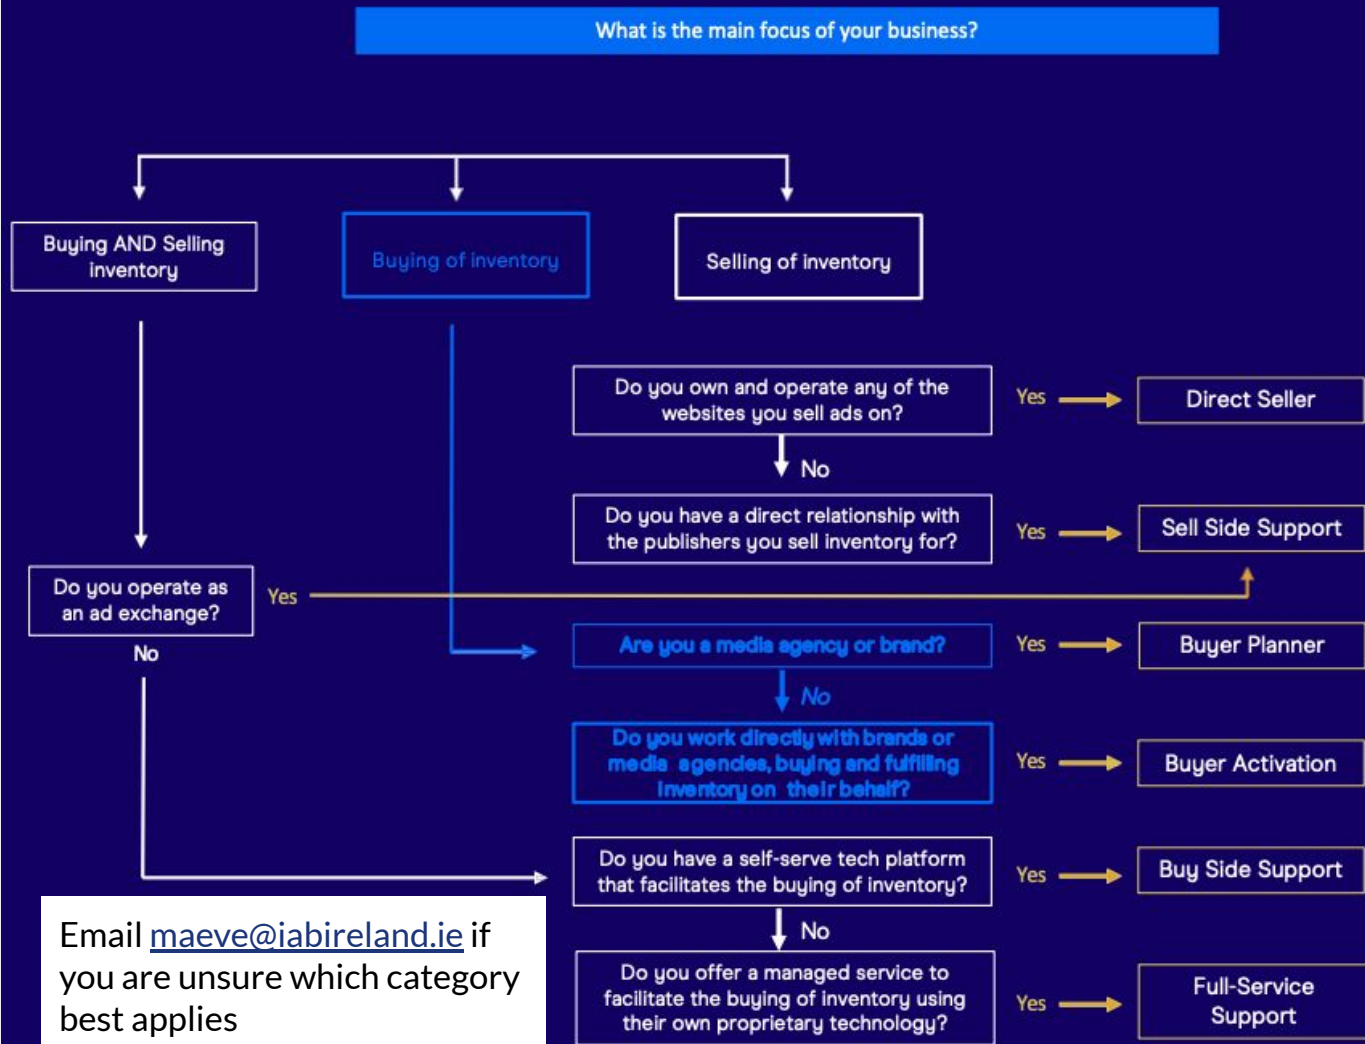 What is the main focus of your business?
Buying AND Selling
inventory
Buying of inventory
Selling of inventory
Do you own and operate any of the
websites you sell ads on?
Yes
Direct Seller
No
Do you have a direct relationship with
the publishers you sell inventory for?
Yes
Sell Side Support
Do you operate as
an ad exchange?
Yes
No
Are you a media agency or brand?
Yes
Buyer Planner
No
Do you work directly with brands or
media agencies, buying and fulfilling
inventory on their behalf?
Yes
Buyer Activation
Do you have a self-serve tech platform
that facilitates the buying of inventory?
Yes
Buy Side Support
No
Do you offer a managed service to
facilitate the buying of inventory using
their own proprietary technology?
Yes
Full-Service
Support
Email maeve@iabireland.ie if
you are unsure which category
best applies